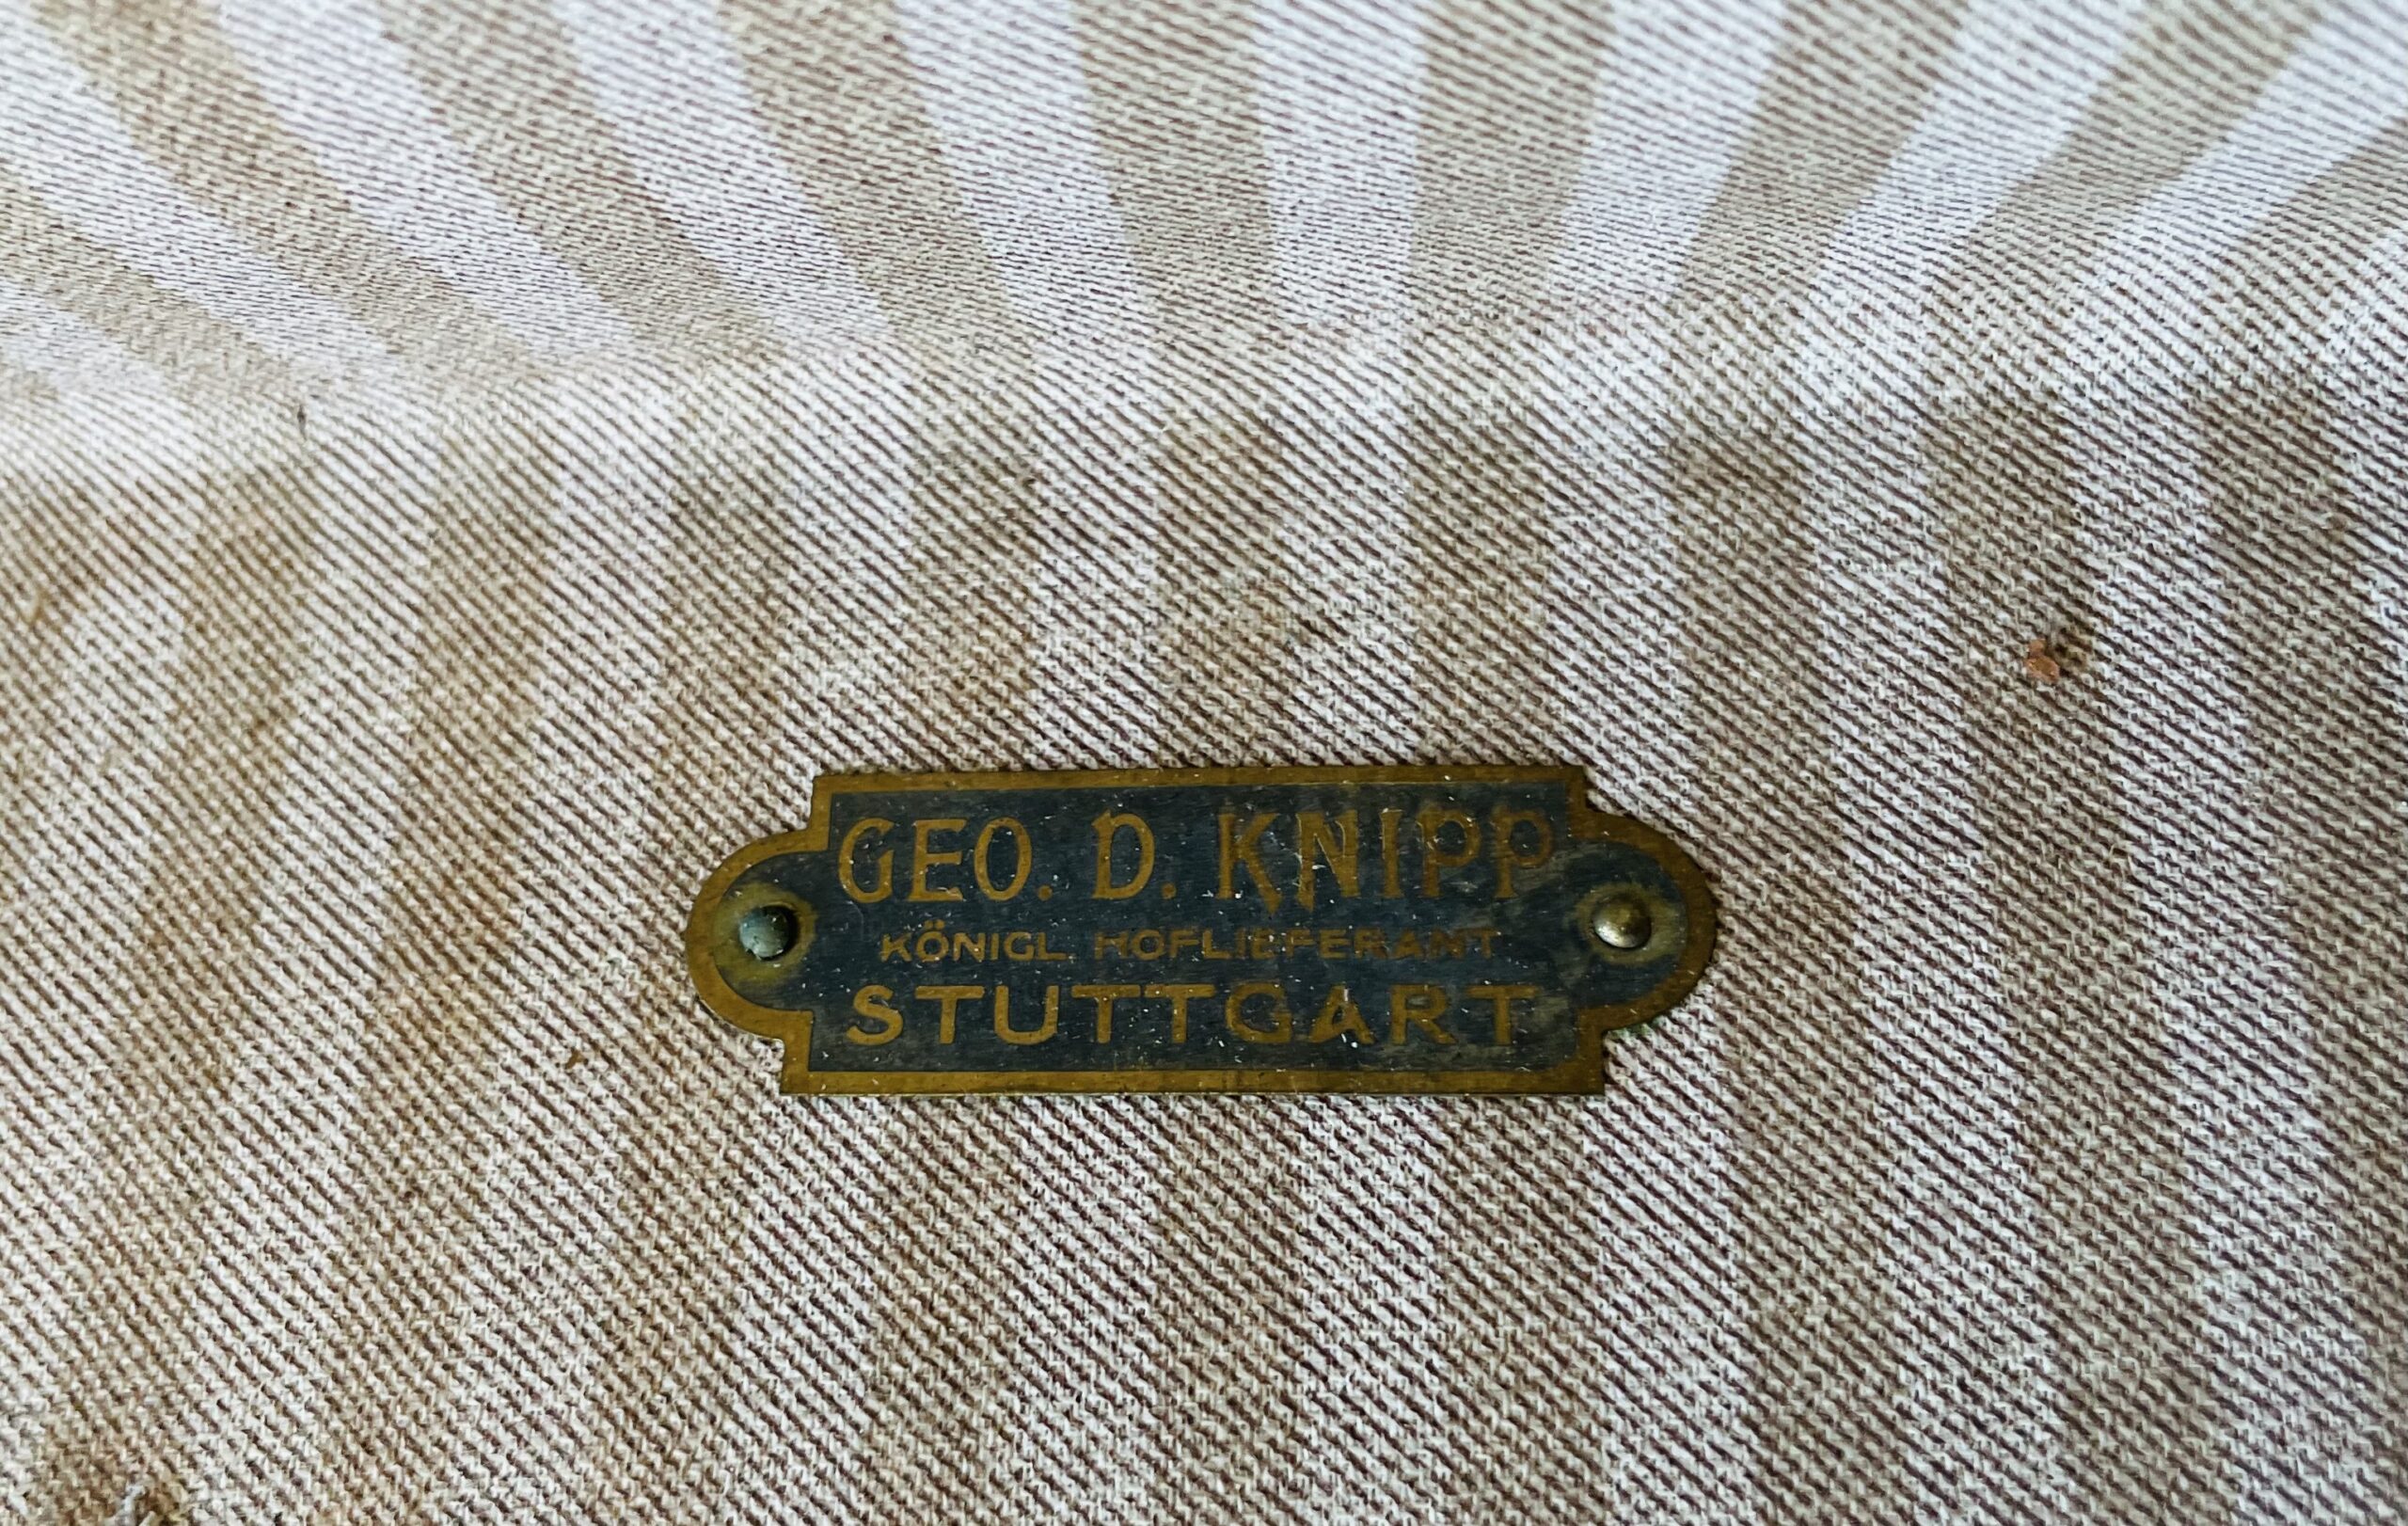 GEO. D. KNIPP
KÖNIGL. HOFLIEFERANT
STUTTGART